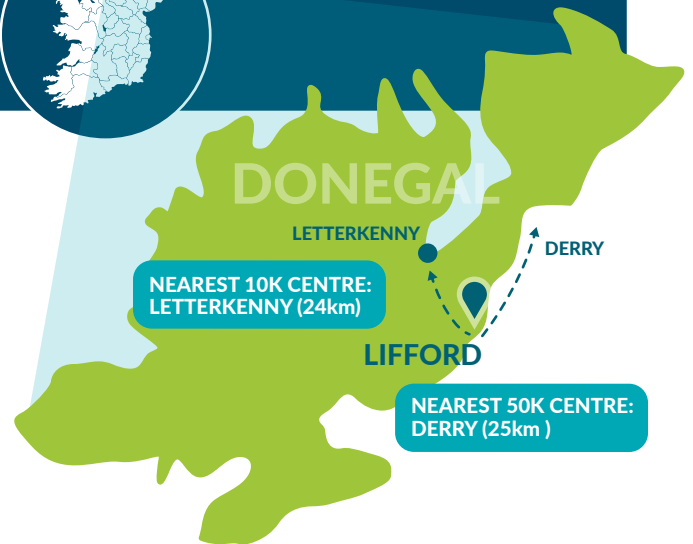 DONEGAL
LETTERKENNY
DERRY
NEAREST 10K CENTRE:
LETTERKENNY (24km)
LIFFORD
NEAREST 50K CENTRE:
DERRY (25km )